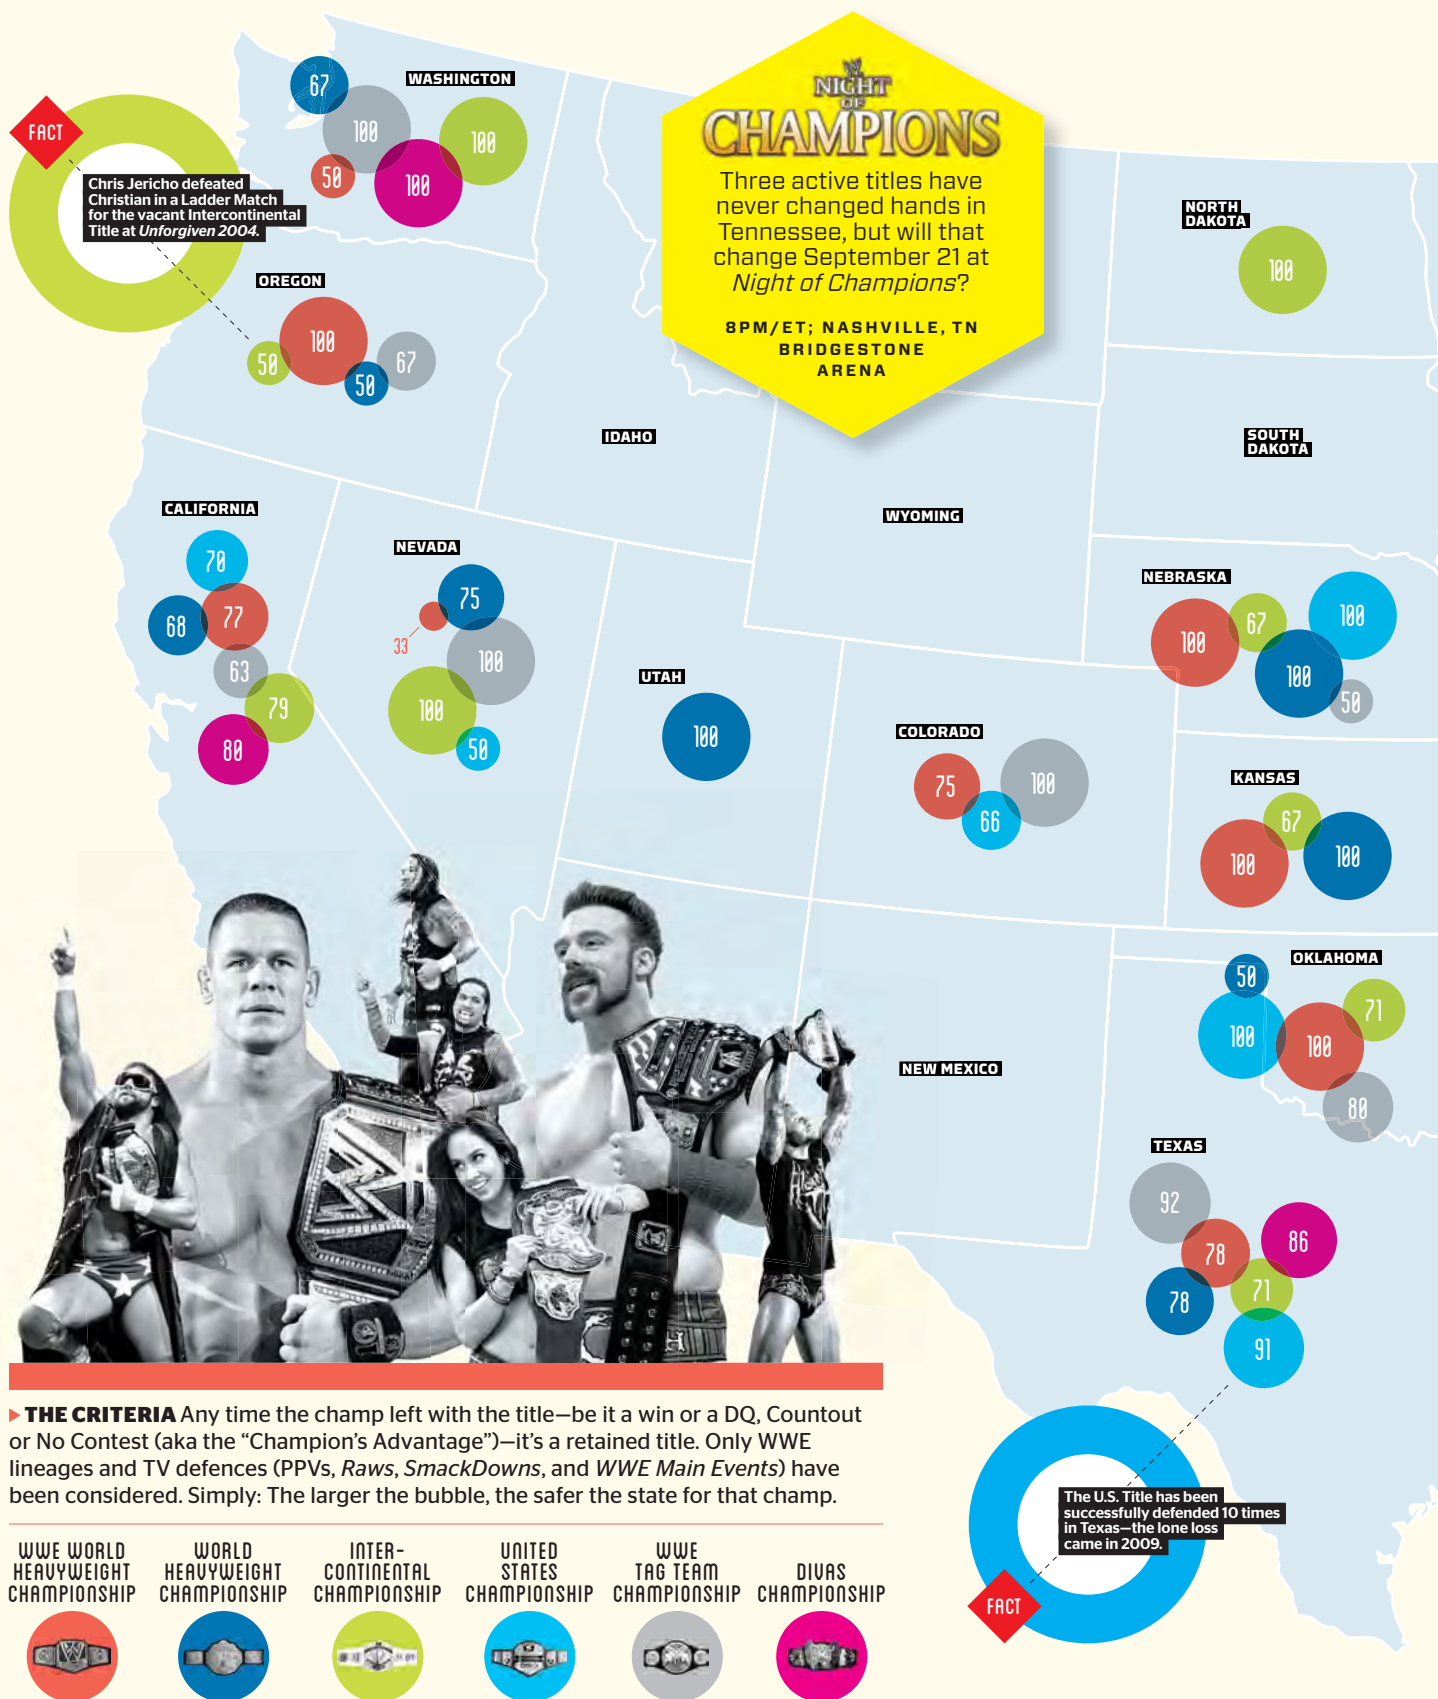 FACT
Chris Jericho defeated
Christian in a Ladder Match
for the vacant Intercontinental
Title at Unforgiven 2004.
WASHINGTON
67
100
100
50
100
OREGON
100
50
50
67
NIGHT
OF
CHAMPIONS
Three active titles have
never changed hands in
Tennessee, but will that
change September 21 at
Night of Champions?
8PM/ET; NASHVILLE, TN
BRIDGESTONE
ARENA
NORTH
DAKOTA
100
IDAHO
SOUTH
DAKOTA
WYOMING
CALIFORNIA
70
68
77
63
79
80
NEVADA
75
33
100
100
50
UTAH
100
COLORADO
75
66
100
NEBRASKA
100
67
100
100
50
KANSAS
67
100
100
OKLAHOMA
50
100
100
71
80
NEW MEXICO
TEXAS
92
78
86
78
71
91
THE CRITERIA Any time the champ left with the title—be it a win or a DQ, Countout
or No Contest (aka the “Champion’s Advantage”)—it’s a retained title. Only WWE
lineages and TV defences (PPVs, Raws, SmackDowns, and WWE Main Events) have
been considered. Simply: The larger the bubble, the safer the state for that champ.
The U.S. Title has been
successfully defended 10 times
in Texas—the lone loss
came in 2009.
FACT
WWE WORLD
HEAVYWEIGHT
CHAMPIONSHIP
WORLD
HEAVYWEIGHT
CHAMPIONSHIP
INTER-
CONTINENTAL
CHAMPIONSHIP
UNITED
STATES
CHAMPIONSHIP
WWE
TAG TEAM
CHAMPIONSHIP
DIVAS
CHAMPIONSHIP